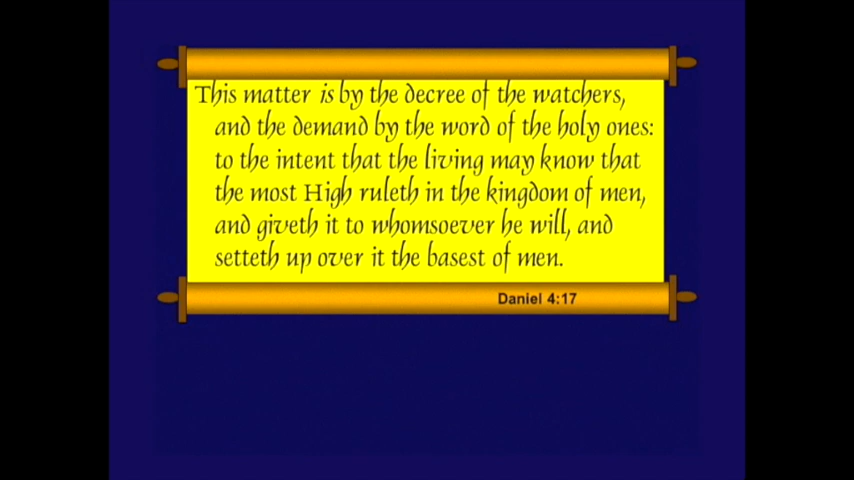 This matter is by the decree of the watchers,
and the demand by the word of the holy ones:
to the intent that the living may know that
the most High ruleth in the kingdom of men,
and giveth it to whomsoever he will, and
setteth up over it the basest of men.
Daniel 4:17